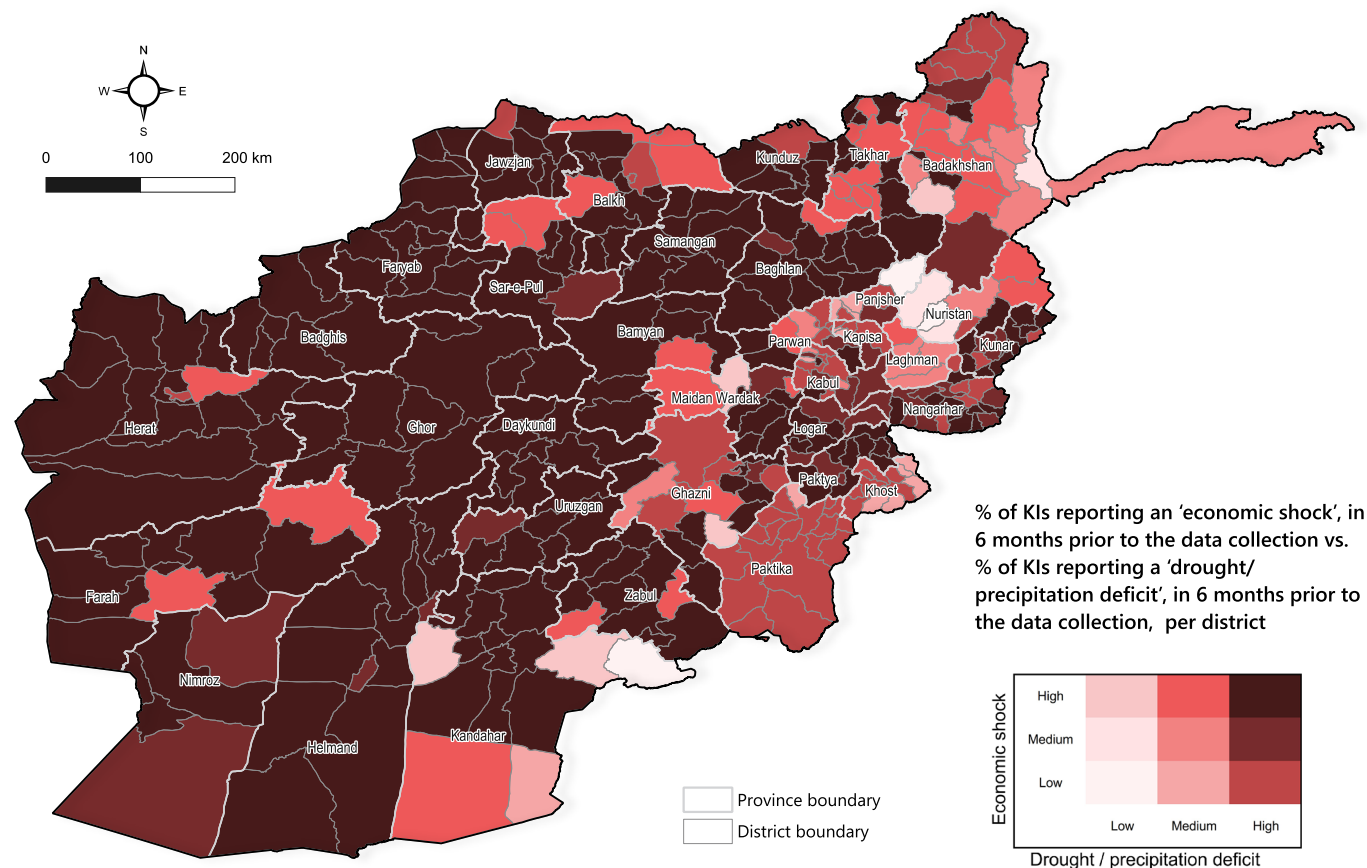 N
W
E
S
0
100
200 km
Jawzjan
Kunduz
Takhar
Badakhshan
Balkh
Samangan
Faryab
Baghlan
Sar-e-Pul
Panjsher
Nuristan
Badghis
Bamyan
Parwan
Kapisa
Kunar
Laghman
Kabul
Maidan Wardak
Nangarhar
Herat
Ghor
Daykundi
Logar
Paktya
Khost
Ghazni
Uruzgan
Paktika
Farah
Zabul
Nimroz
Kandahar
Helmand
% of KIs reporting an ‘economic shock’, in
6 months prior to the data collection vs.
% of KIs reporting a ‘drought/
precipitation deficit’, in 6 months prior to
the data collection,  per district
Province boundary
District boundary
Economic shock
High
Medium
Low
Low
Medium
High
Drought / precipitation deficit